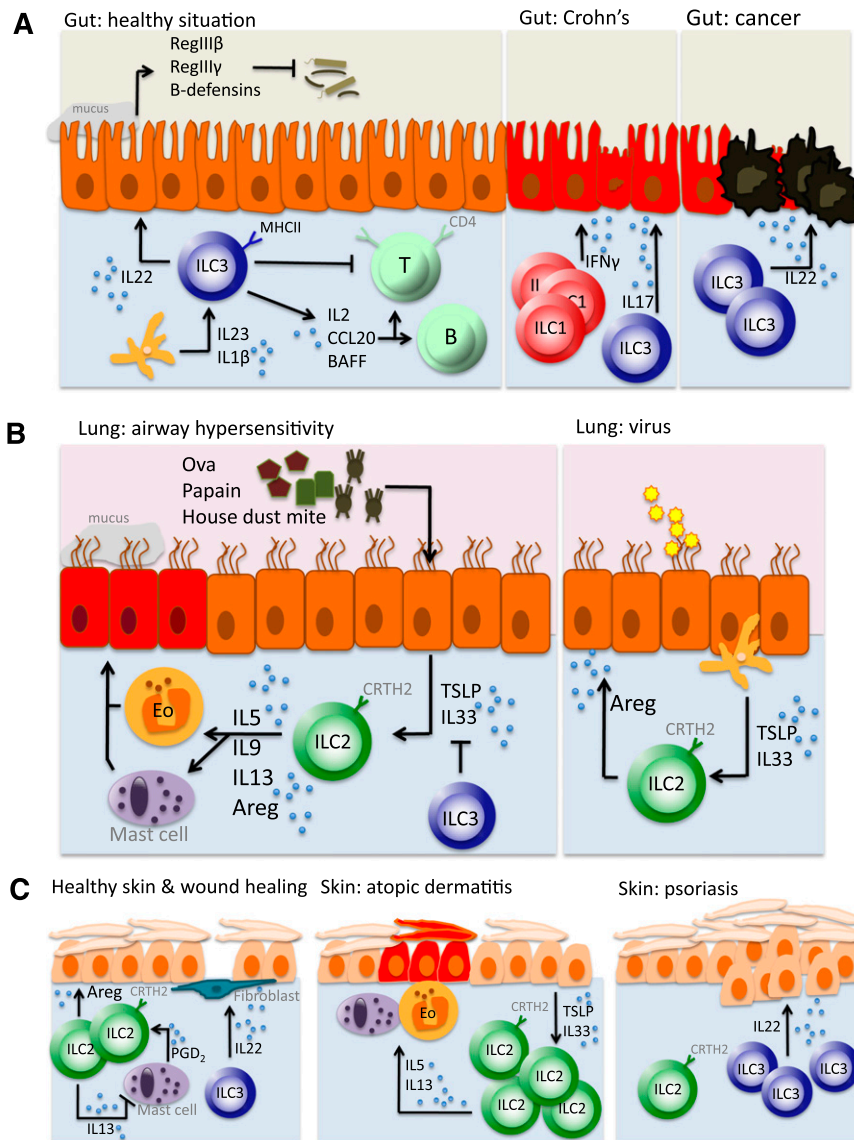 A
Gut: healthy situation
Gut: Crohn's
Gut: cancer
RegIIIβ
RegIIIγ
B-defensins
mucus
MHCII
CD4
IL22
ILC3
T
IL23
IL1β
IL2
CCL20
BAFF
B
IFNγ
II
C1
ILC1
IL17
ILC3
ILC3
ILC3
IL22
B
Lung: airway hypersensitivity
Lung: virus
Ova
Papain
House dust mite
mucus
Eo
Mast cell
IL5
IL9
IL13
Areg
CRTH2
ILC2
TSLP
IL33
ILC3
Areg
CRTH2
ILC2
TSLP
IL33
C
Healthy skin & wound healing
Skin: atopic dermatitis
Skin: psoriasis
Areg
CRTH2
Fibroblast
ILC2
ILC2
PGD2
IL22
Mast cell
ILC3
IL13
Eo
CRTH2
TSLP
IL33
IL5
IL13
ILC2
ILC2
ILC2
ILC2
IL22
CRTH2
ILC2
ILC3
ILC3
ILC3